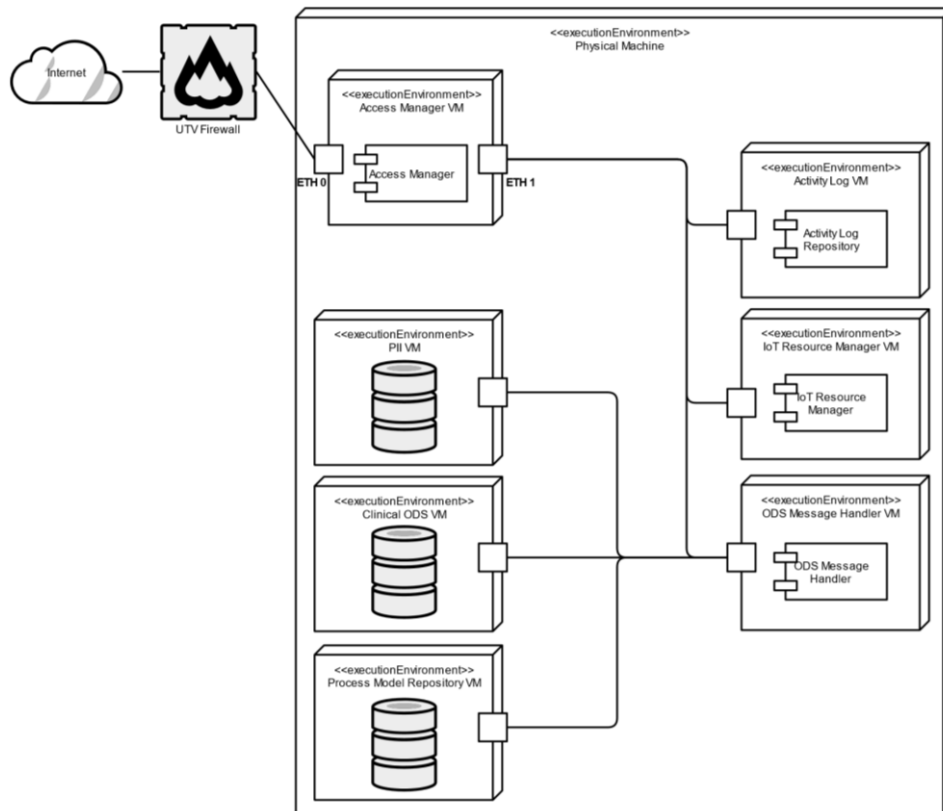 <<executionEnvironment>>
Physical Machine
Internet
UTV Firewall
<<executionEnvironment>>
Access Manager VM
Access Manager
ETH 0
ETH 1
<<executionEnvironment>>
Activity Log VM
Activity Log
Repository
<<executionEnvironment>>
PII VM
<<executionEnvironment>>
IoT Resource Manager VM
IoT Resource
Manager
<<executionEnvironment>>
Clinical ODS VM
<<executionEnvironment>>
ODS Message Handler VM
ODS Message
Handler
<<executionEnvironment>>
Process Model Repository VM